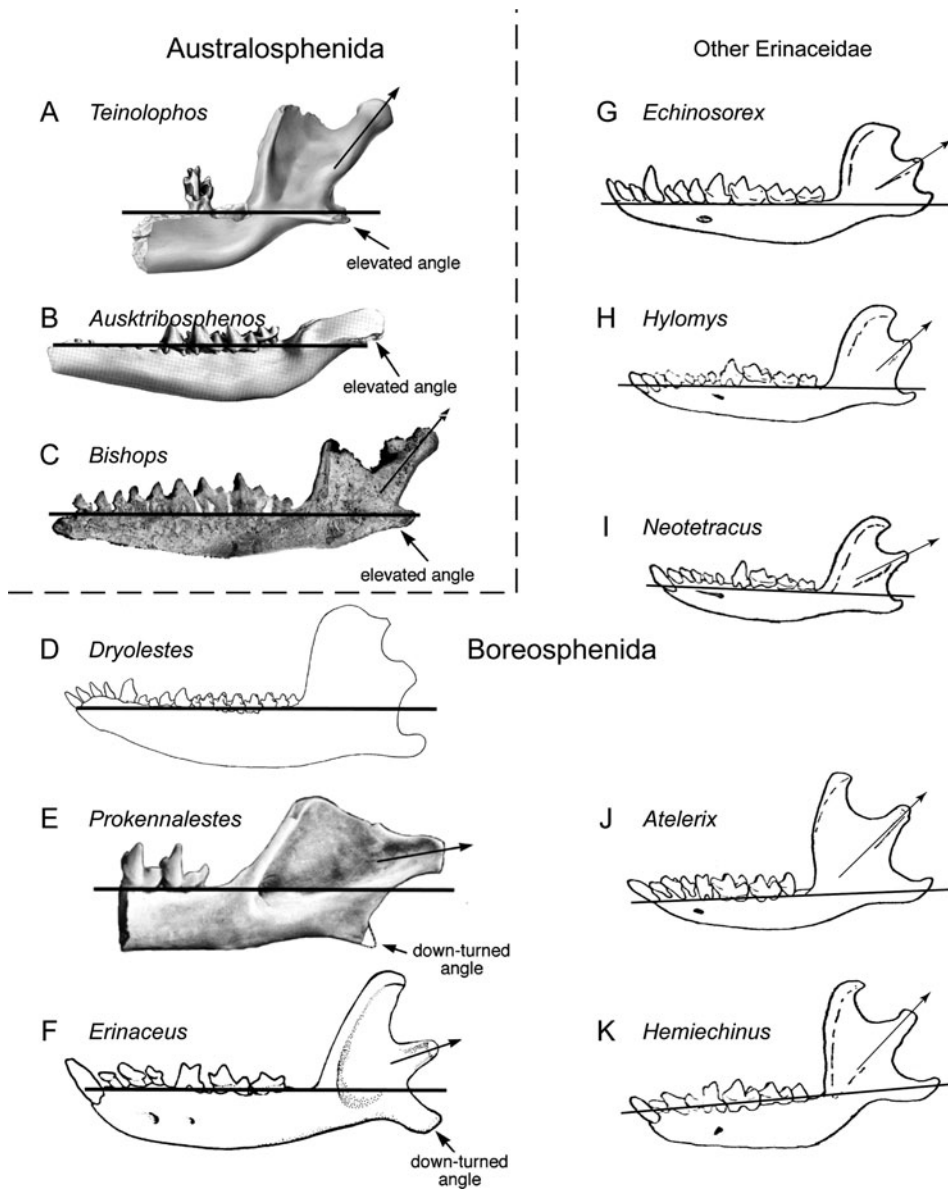 Australosphenida
A Teinolophos
elevated angle
B Ausktribosphenos
elevated angle
C Bishops
elevated angle
Other Erinaceidae
G Echinosorex
H Hylomys
I Neotetracus
Boreosphenida
D Dryolestes
E Prokennalestes
down-turned
angle
F Erinaceus
down-turned
angle
J Atelerix
K Hemiechinus